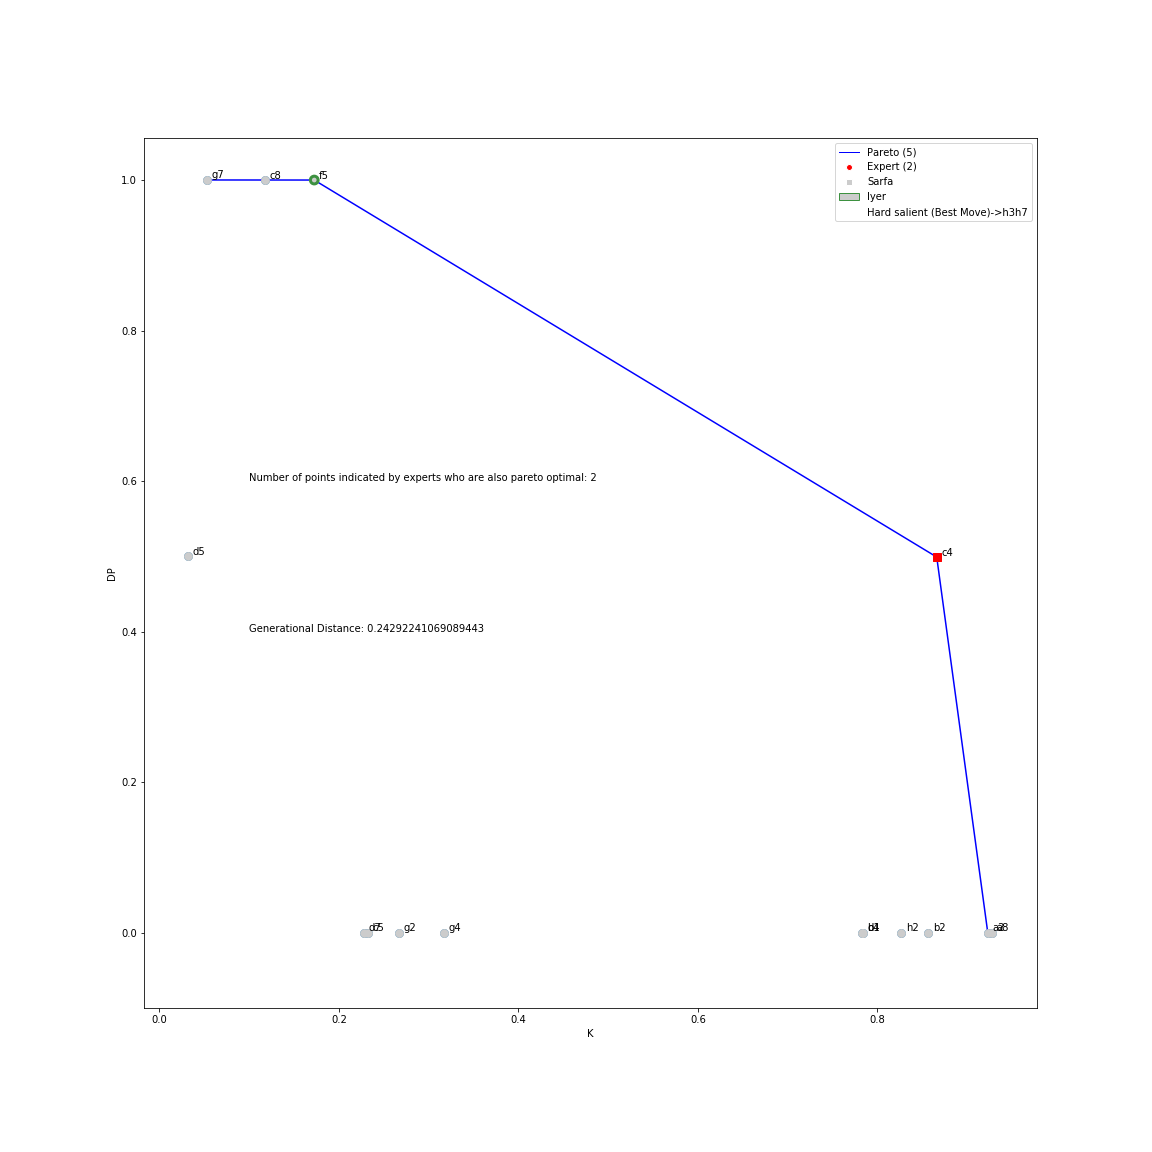 Pareto (5)
Expert (2)
Sarfa
Iyer
Hard salient (Best Move)->h3h7
1.0
g7
c8
f5
0.8
Number of points indicated by experts who are also pareto optimal: 2
0.6
d5
c4
DP
Generational Distance: 0.24292241069089443
0.4
0.2
0.0
g2
g4
h2
b2
0.0
0.2
0.4
0.6
0.8
K